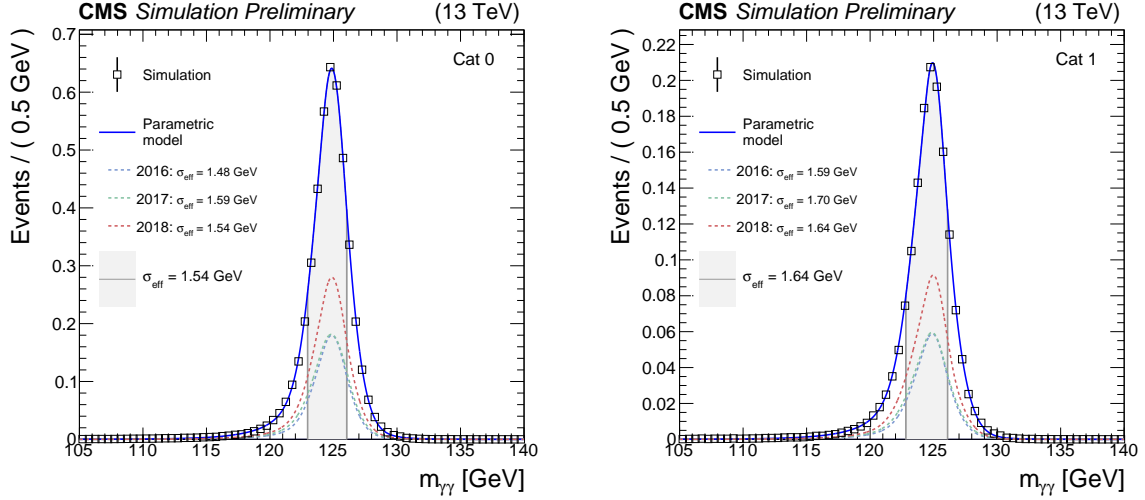 CMS Simulation Preliminary (13 TeV)
Events / ( 0.5 GeV )
0.7
0.6
0.5
0.4
0.3
0.2
0.1
0
Cat 0
Simulation
Parametric
model
2016: σeff = 1.48 GeV
2017: σeff = 1.59 GeV
2018: σeff = 1.54 GeV
σeff = 1.54 GeV
105 110 115 120 125 130 135 140
mγγ [GeV]
CMS Simulation Preliminary (13 TeV)
Events / ( 0.5 GeV )
0.22
0.2
0.18
0.16
0.14
0.12
0.1
0.08
0.06
0.04
0.02
0
Cat 1
Simulation
Parametric
model
2016: σeff = 1.59 GeV
2017: σeff = 1.70 GeV
2018: σeff = 1.64 GeV
σeff = 1.64 GeV
105 110 115 120 125 130 135 140
mγγ [GeV]